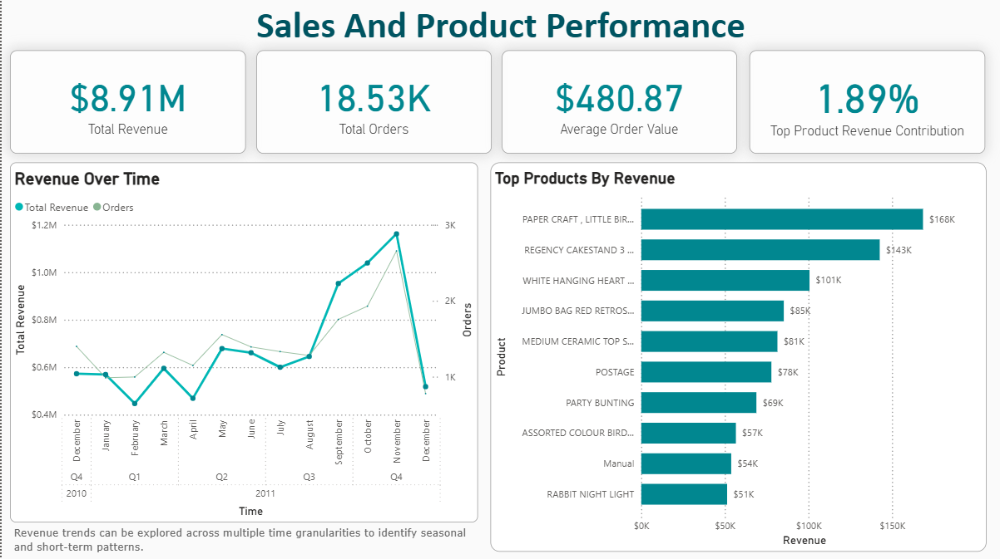 Sales And Product Performance
$8.91M
Total Revenue
18.53K
Total Orders
$480.87
Average Order Value
1.89%
Top Product Revenue Contribution
Revenue Over Time
Total Revenue Orders
Total Revenue
$1.2M
$1.0M
$0.8M
$0.6M
$0.4M
3K
2K
1K
Orders
December January February March April May June July August September October November December
Q4 Q1 Q2 Q3 Q4
2010 2011
Time
Revenue trends can be explored across multiple time granularities to identify seasonal
and short-term patterns.
Top Products By Revenue
Product
PAPER CRAFT , LITTLE BIR... $168K
REGENCY CAKESTAND 3 ... $143K
WHITE HANGING HEART ... $101K
JUMBO BAG RED RETROS... $85K
MEDIUM CERAMIC TOP S... $81K
POSTAGE $78K
PARTY BUNTING $69K
ASSORTED COLOUR BIRD... $57K
Manual $54K
RABBIT NIGHT LIGHT $51K
$0K $50K $100K $150K
Revenue